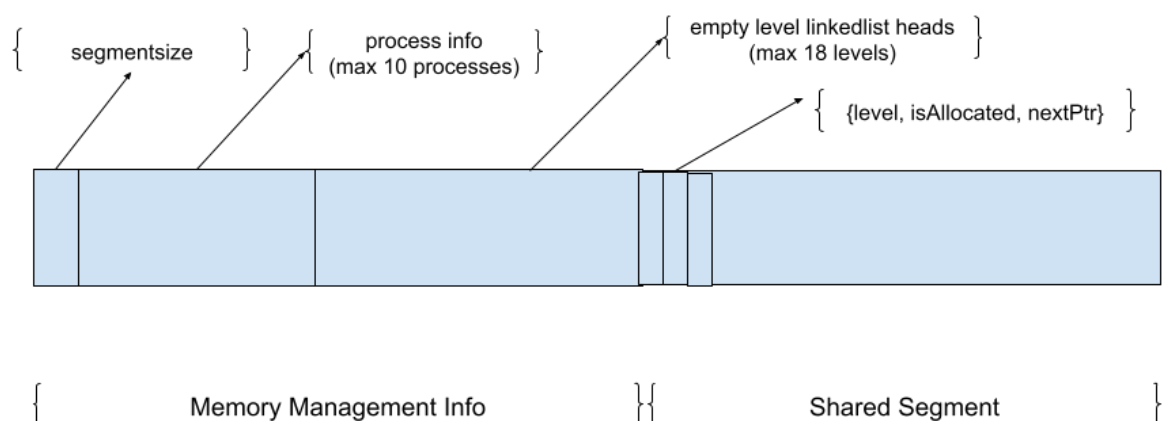 { segmentsize }
{ process info
(max 10 processes) }
{ empty level linkedlist heads
(max 18 levels) }
{ {level, isAllocated, nextPtr} }
{ Memory Management Info }
{ Shared Segment }